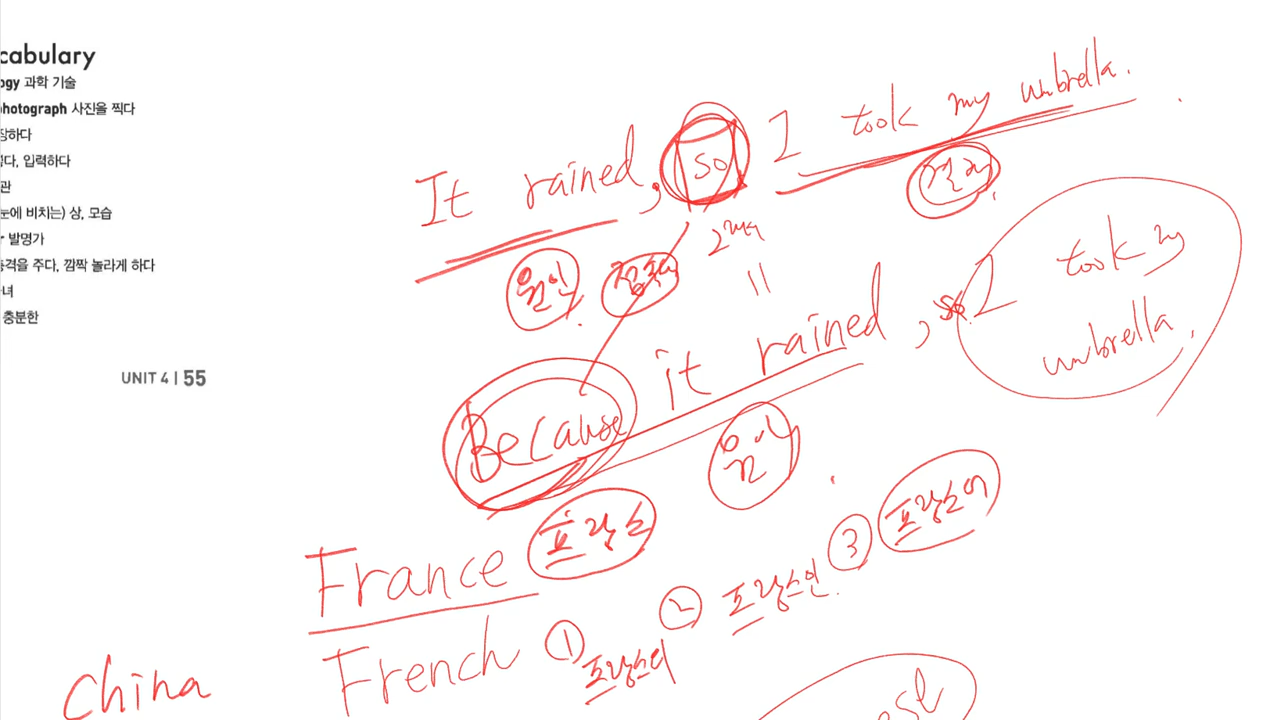 cabulary
ogy 과학 기술
photograph 사진을 찍다
장하다
다, 입력하다
관
눈에 비치는) 상, 모습
발명가
충격을 주다, 깜짝 놀라게 하다
녀
충분한
UNIT 4 | 55
It rained, so I took my umbrella.
원인 접속사 결과
Because it rained, so I took my umbrella.
원인
France 프랑스
French ① 프랑스의 ② 프랑스인 ③ 프랑스어
China